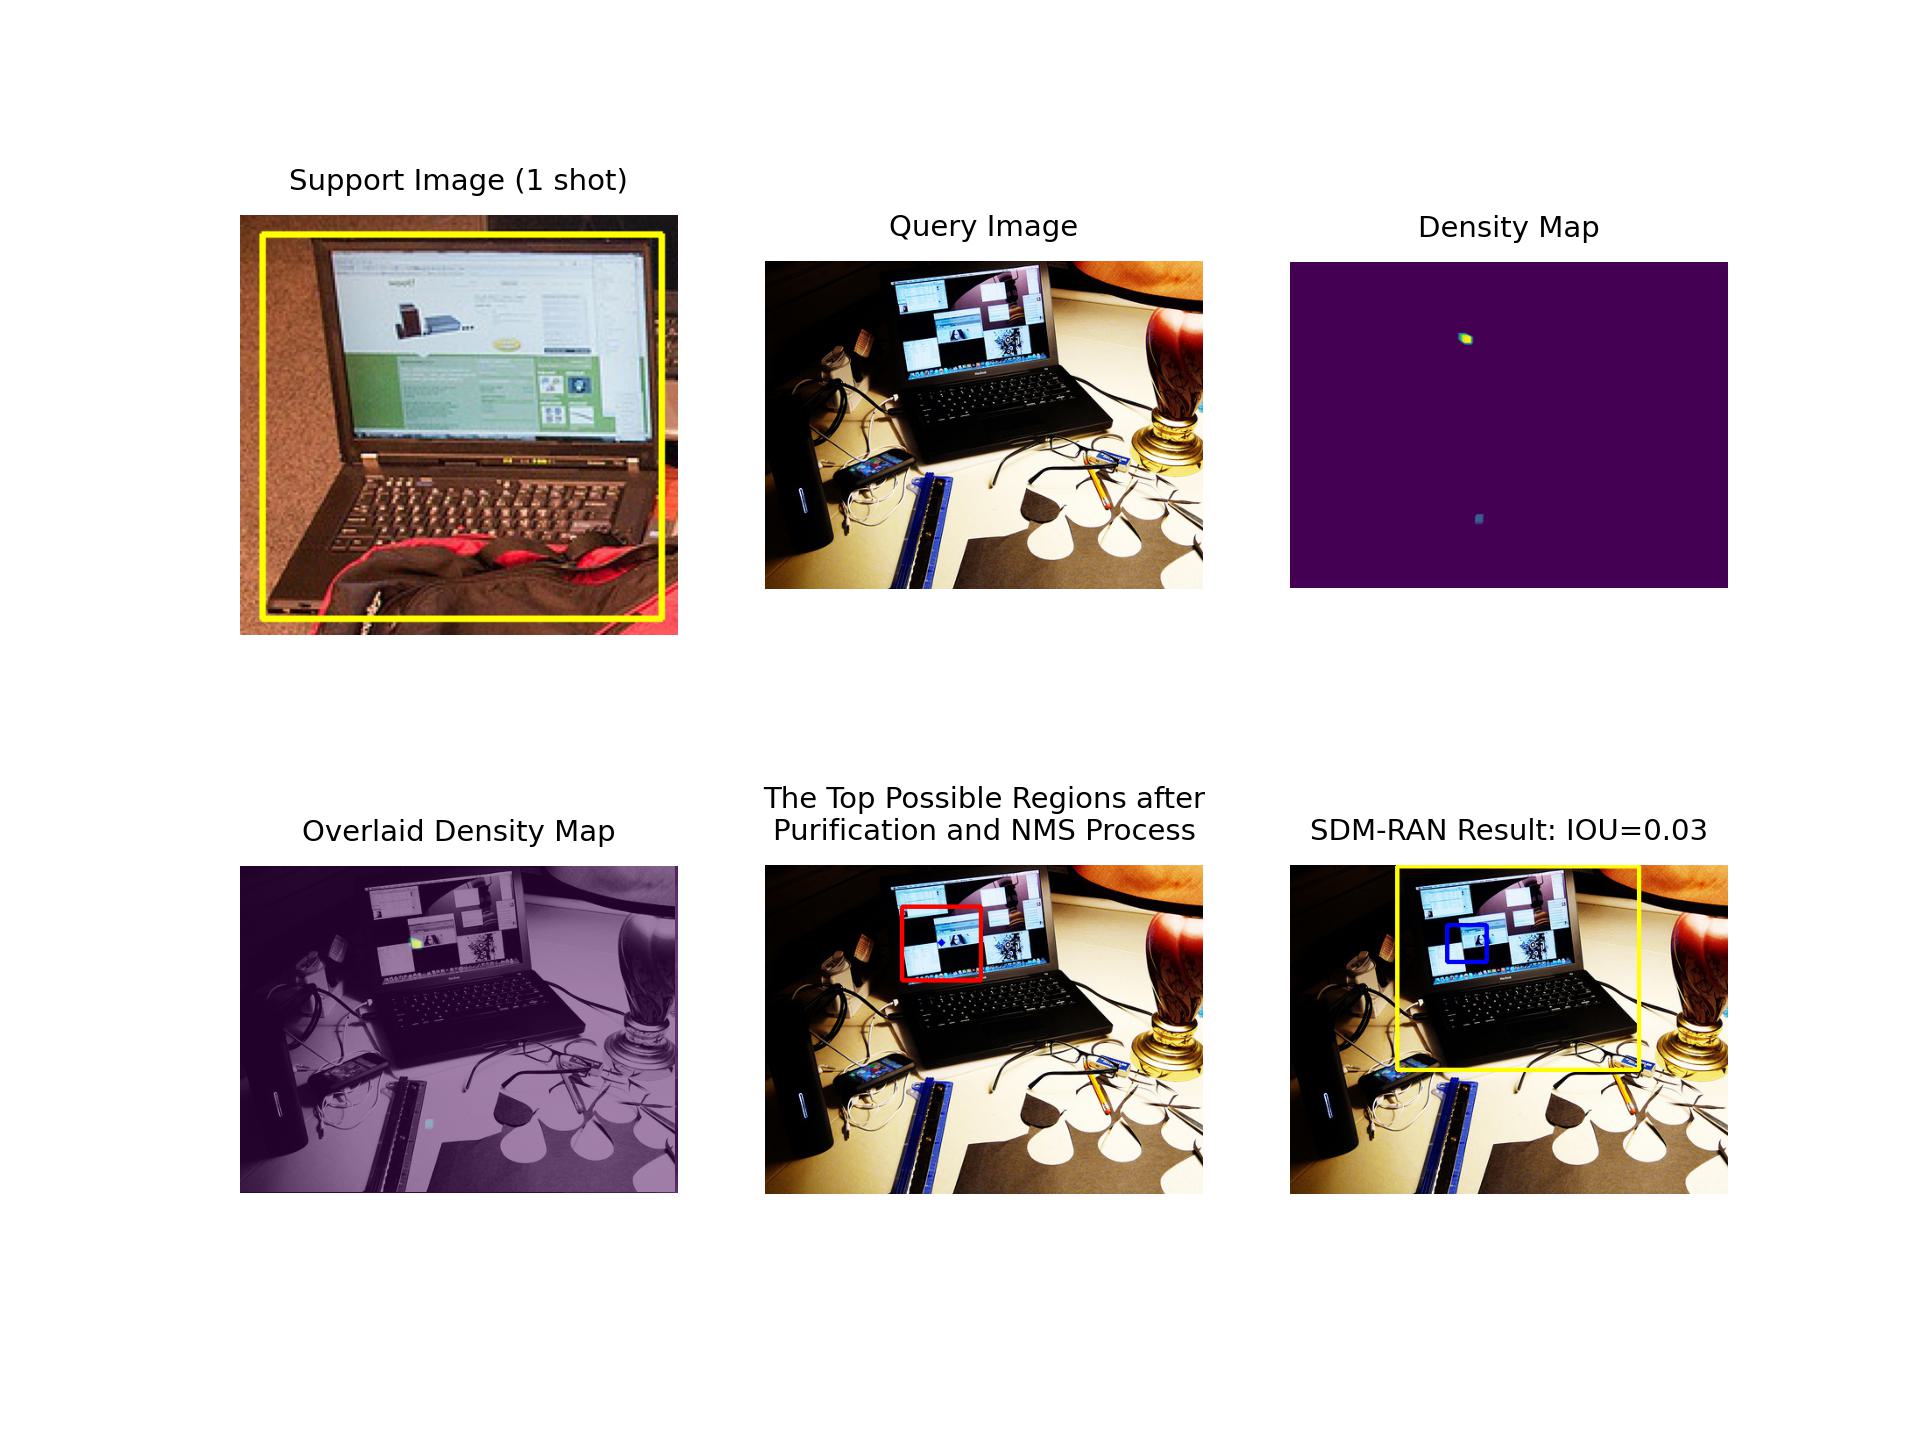 Support Image (1 shot)
Query Image
Density Map
Overlaid Density Map
The Top Possible Regions after
Purification and NMS Process
SDM-RAN Result: IOU=0.03